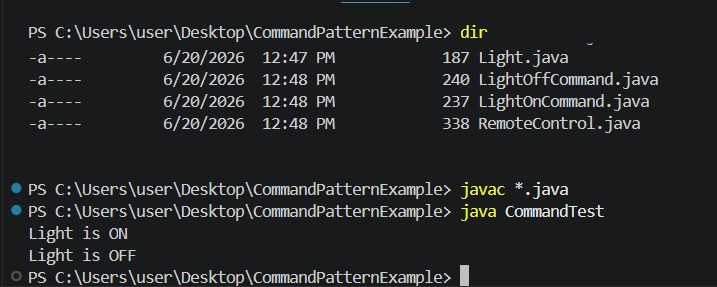 PS C:\Users\user\Desktop\CommandPatternExample> dir
-a---- 6/20/2026 12:47 PM 187 Light.java
-a---- 6/20/2026 12:48 PM 240 LightOffCommand.java
-a---- 6/20/2026 12:48 PM 237 LightOnCommand.java
-a---- 6/20/2026 12:48 PM 338 RemoteControl.java
PS C:\Users\user\Desktop\CommandPatternExample> javac *.java
PS C:\Users\user\Desktop\CommandPatternExample> java CommandTest
Light is ON
Light is OFF
PS C:\Users\user\Desktop\CommandPatternExample>